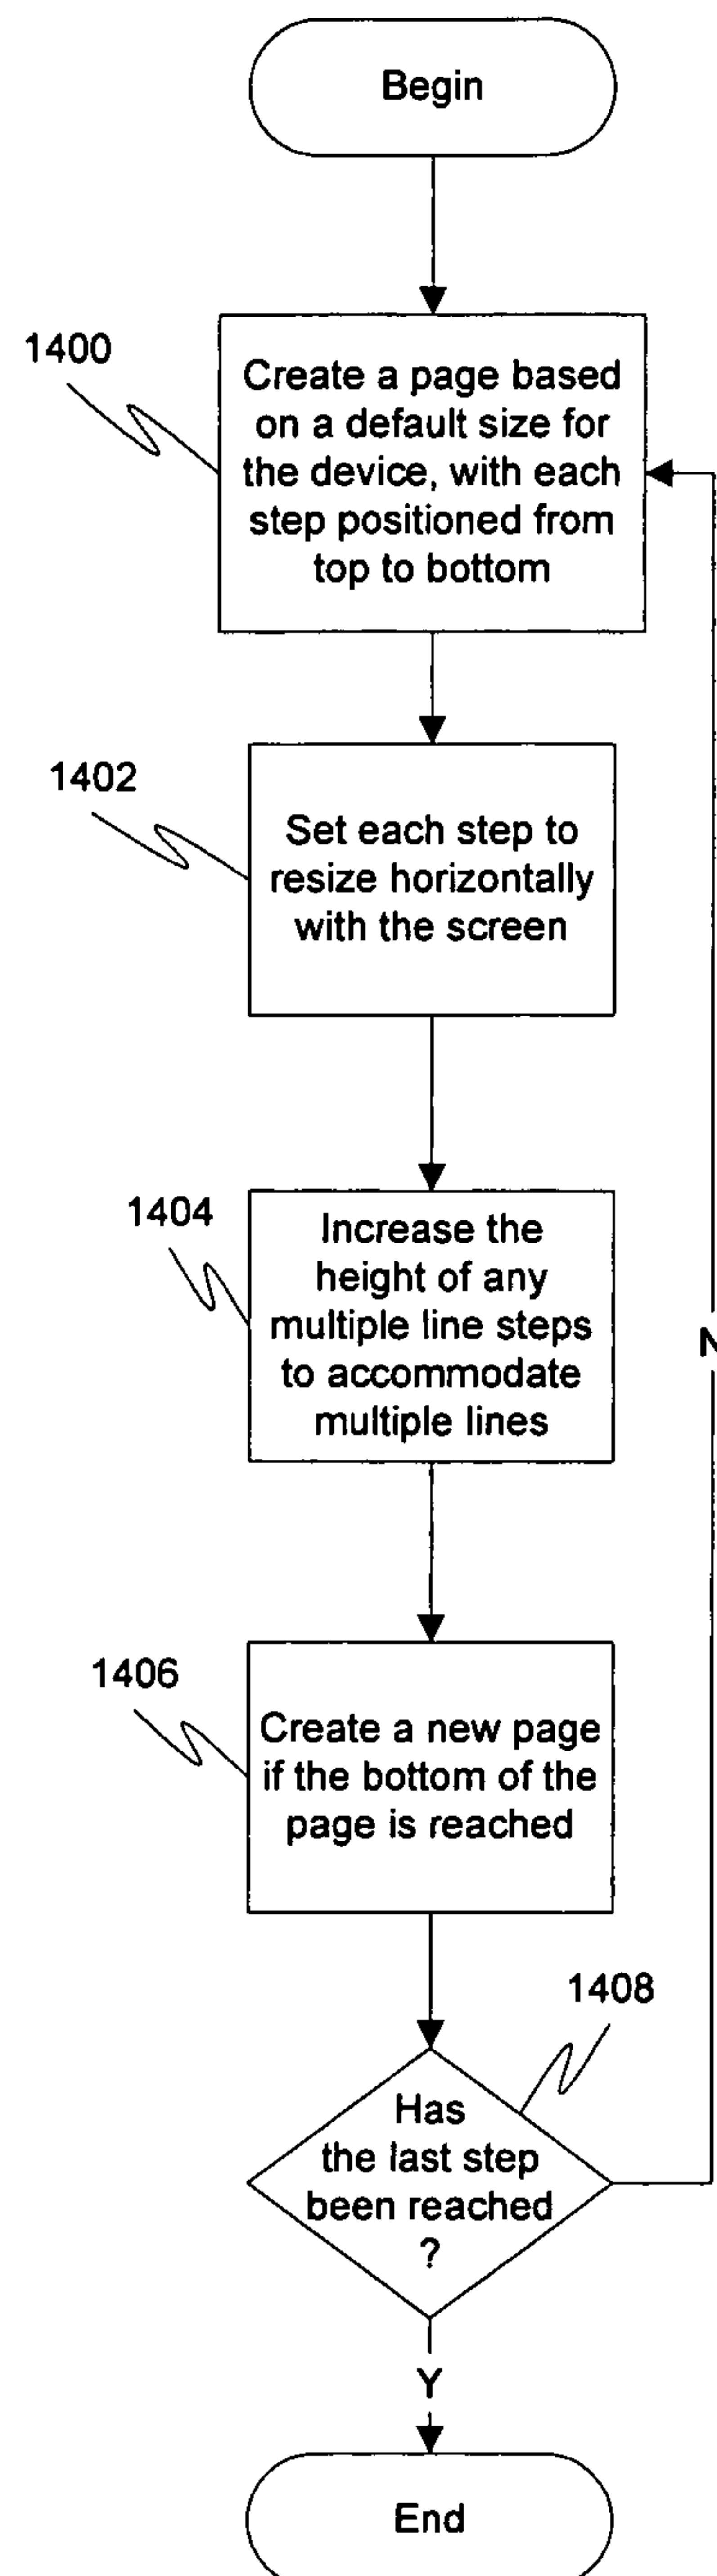 Begin
1400
Create a page based
on a default size for
the device, with each
step positioned from
top to bottom
1402
Set each step to
resize horizontally
with the screen
1404
Increase the
height of any
multiple line steps
to accommodate
multiple lines
N
1406
Create a new page
if the bottom of the
page is reached
1408
Has
the last step
been reached
?
Y
End